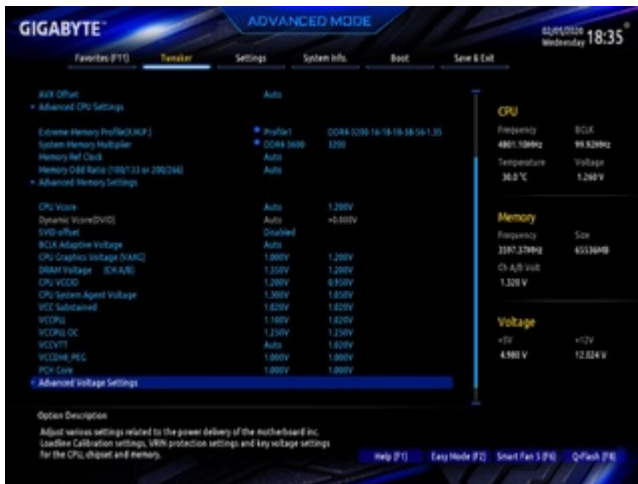 GIGABYTE
ADVANCED MODE
02/05/2020
Wednesday 18:35
Favorites (F11) Tweaker Settings System Info. Boot Save & Exit
AVX Offset Auto
Advanced CPU Settings
Extreme Memory Profile(X.M.P.) Profile1 DDR4-3200 16-18-18-38-56-1.35
System Memory Multiplier DDR4-3600 3200
Memory Ref Clock Auto
Memory Odd Ratio (100/133 or 200/266) Auto
Advanced Memory Settings
CPU Vcore Auto 1.200V
Dynamic Vcore(DVID) Auto +0.000V
SVID offset Disabled
BCLK Adaptive Voltage Auto
CPU Graphics Voltage (VAXG) 1.000V 1.200V
DRAM Voltage (CH A/B) 1.350V 1.200V
CPU VCCIO 1.200V 0.950V
CPU System Agent Voltage 1.300V 1.050V
VCC Substained 1.020V 1.020V
VCCPLL 1.100V 1.020V
VCCPLL OC 1.250V 1.250V
VCCVTT Auto 1.020V
VCCDMI_PEG 1.000V 1.000V
PCH Core 1.000V 1.000V
Advanced Voltage Settings
CPU
Frequency BCLK
4801.10MHz 99.92MHz
Temperature Voltage
30.0 °C 1.260 V
Memory
Frequency Size
3597.37MHz 65536MB
Ch A/B Volt
1.320 V
Voltage
+5V +12V
4.980 V 12.024 V
Option Description
Adjust various settings related to the power delivery of the motherboard inc.
Loadline Calibration settings, VRIN protection settings and key voltage settings
for the CPU, chipset and memory.
Help (F1) Easy Mode (F2) Smart Fan 5 (F6) Q-Flash (F8)